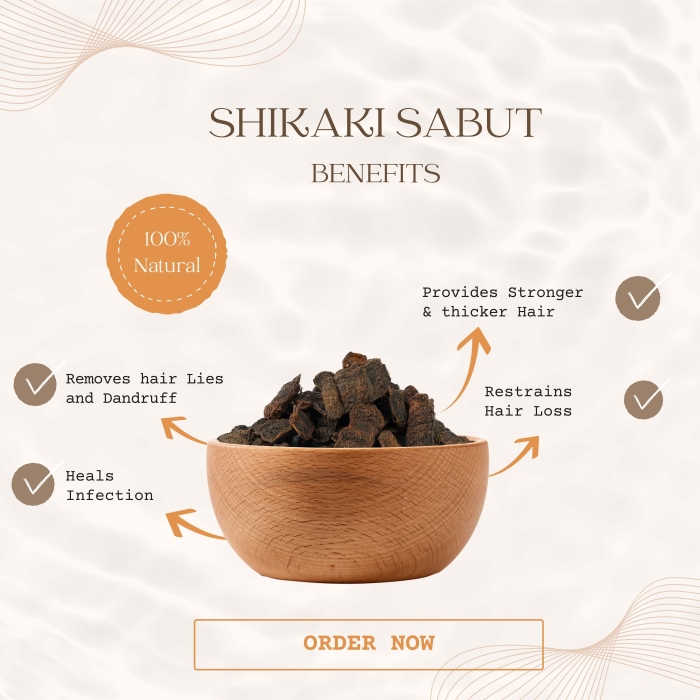 SHIKAKI SABUT
BENEFITS
100%
Natural
Provides Stronger
& thicker Hair
Removes hair Lies
and Dandruff
Restrains
Hair Loss
Heals
Infection
ORDER NOW